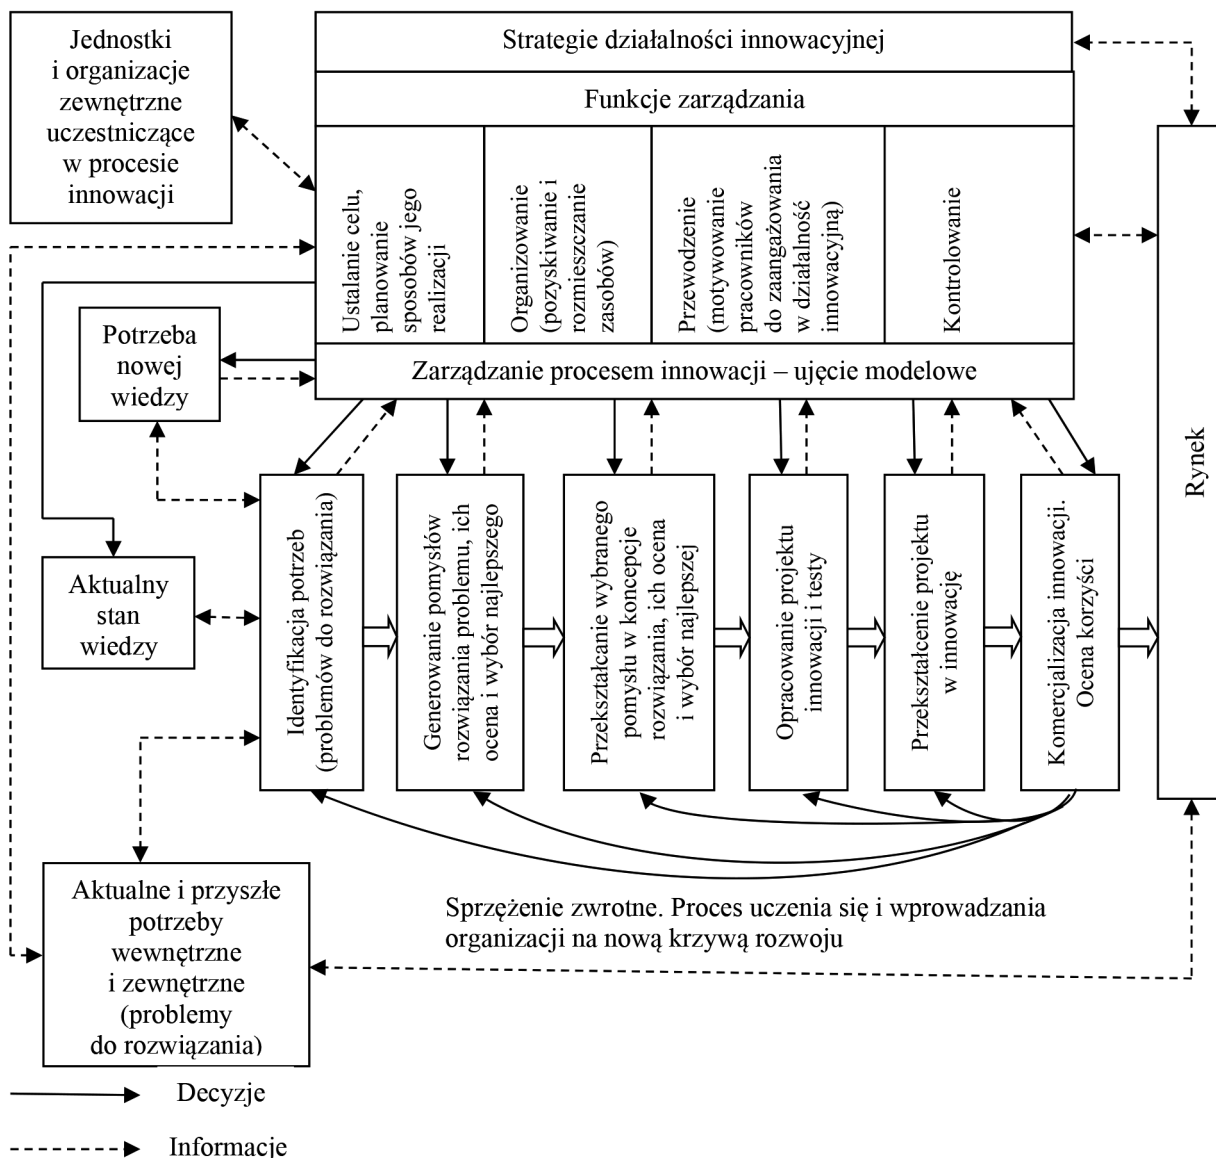 Jednostki
i organizacje
zewnętrzne
uczestniczące
w procesie
innowacji
Strategie działalności innowacyjnej
Funkcje zarządzania
Ustalanie celu,
planowanie
sposobów jego
realizacji
Organizowanie
(pozyskiwanie i
rozmieszczanie
zasobów)
Przewodzenie
(motywowanie
pracowników
do zaangażowania
w działalność
innowacyjną)
Kontrolowanie
Zarządzanie procesem innowacji – ujęcie modelowe
Rynek
Potrzeba
nowej
wiedzy
Aktualny
stan
wiedzy
Identyfikacja potrzeb
(problemów do rozwiązania)
Generowanie pomysłów
rozwiązania problemu, ich
ocena i wybór najlepszego
Przekształcanie wybranego
pomysłu w koncepcje
rozwiązania, ich ocena
i wybór najlepszej
Opracowanie projektu
innowacji i testy
Przekształcenie projektu
w innowację
Komercjalizacja innowacji.
Ocena korzyści
Aktualne i przyszłe
potrzeby
wewnętrzne
i zewnętrzne
(problemy
do rozwiązania)
Sprzężenie zwrotne. Proces uczenia się i wprowadzania
organizacji na nową krzywą rozwoju
Decyzje
Informacje